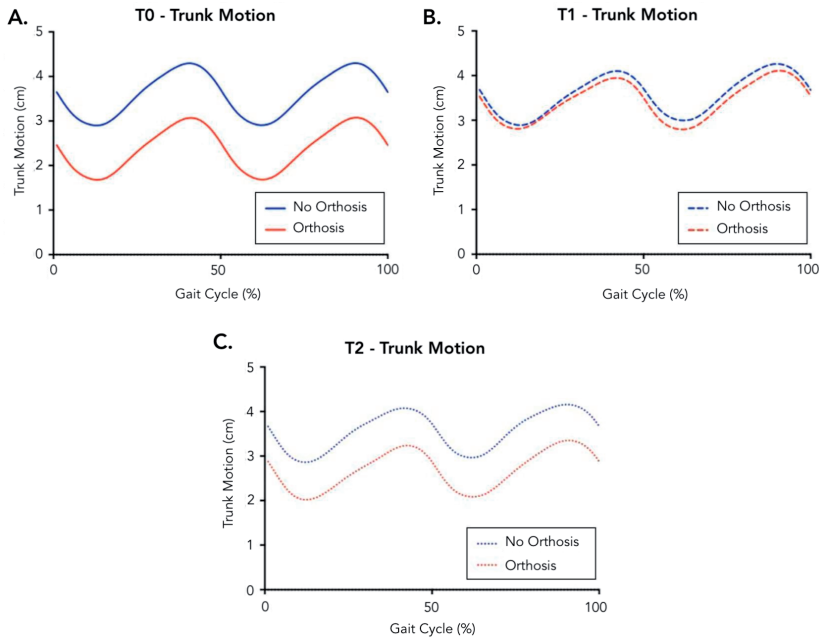 A.
T0 - Trunk Motion
5
4
3
2
1
0
Trunk Motion (cm)
No Orthosis
Orthosis
0
50
100
Gait Cycle (%)
B.
T1 - Trunk Motion
5
4
3
2
1
0
Trunk Motion (cm)
No Orthosis
Orthosis
0
50
100
Gait Cycle (%)
C.
T2 - Trunk Motion
5
4
3
2
1
0
Trunk Motion (cm)
No Orthosis
Orthosis
0
50
100
Gait Cycle (%)